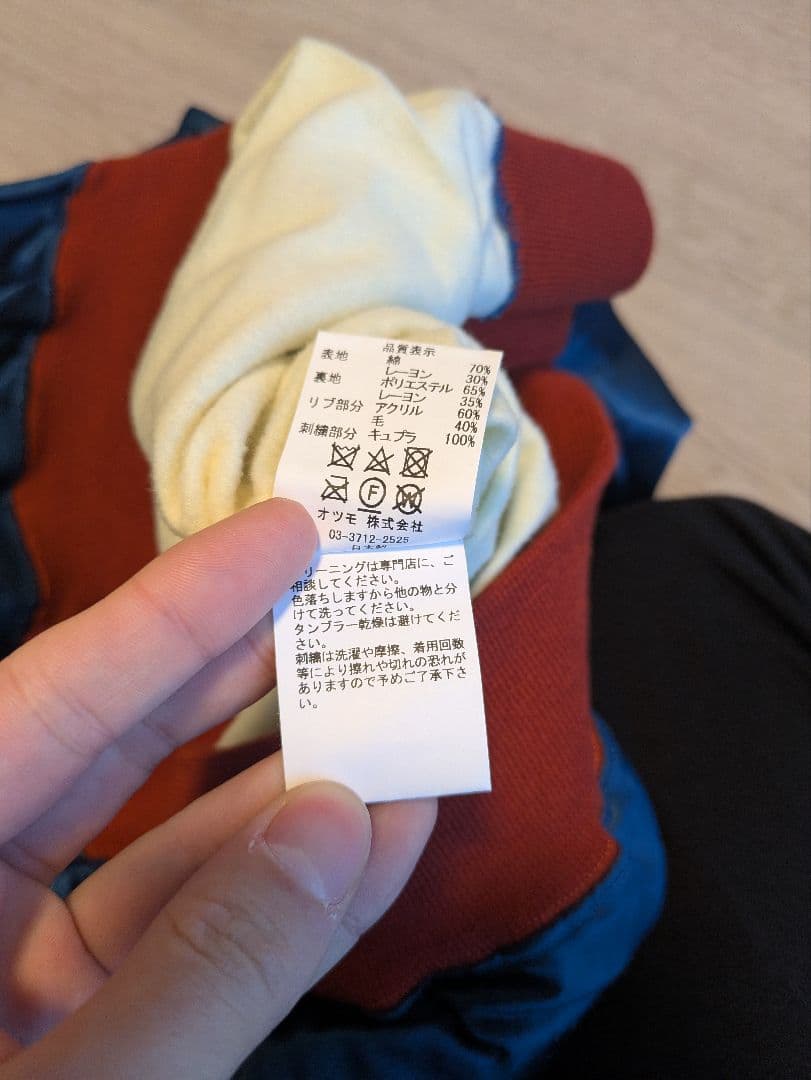 品質表示
表地 綿 70%
レーヨン 30%
裏地 ポリエステル 65%
レーヨン 35%
リブ部分 アクリル 60%
毛 40%
刺繍部分 キュプラ 100%
F
W
オツモ 株式会社
03-3712-2525
日本製
リーニングは専門店に、ご
相談してください。
色落ちしますから他の物と分
けて洗ってください。
タンブラー乾燥は避けてくだ
さい。
刺繍は洗濯や摩擦、着用回数
等により擦れや切れの恐れが
ありますので予めご了承下さ
い。